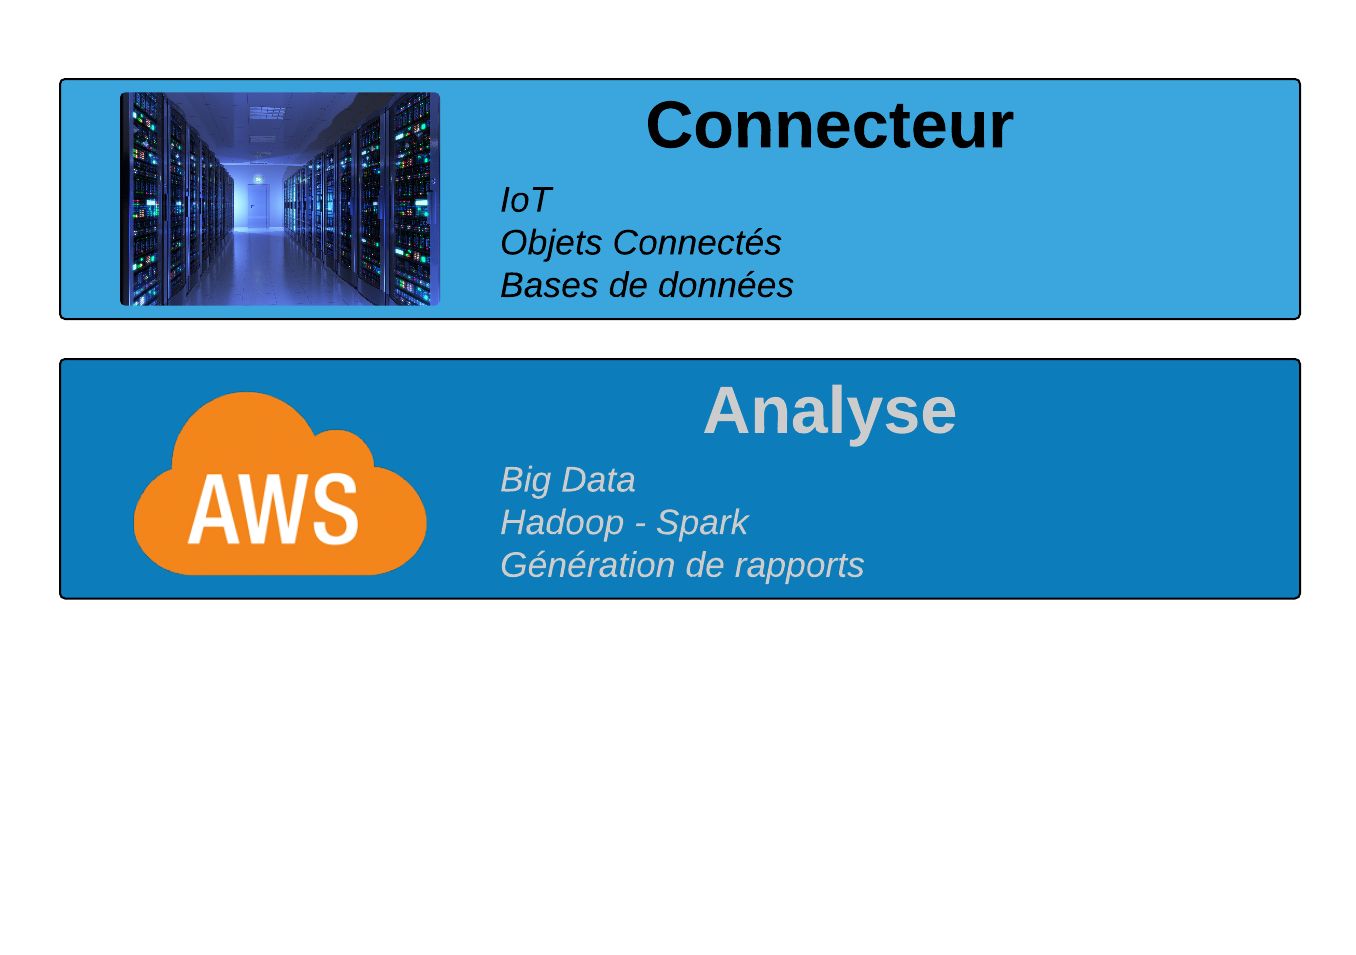 Connecteur
IoT
Objets Connectés
Bases de données
Analyse
AWS
Big Data
Hadoop - Spark
Génération de rapports